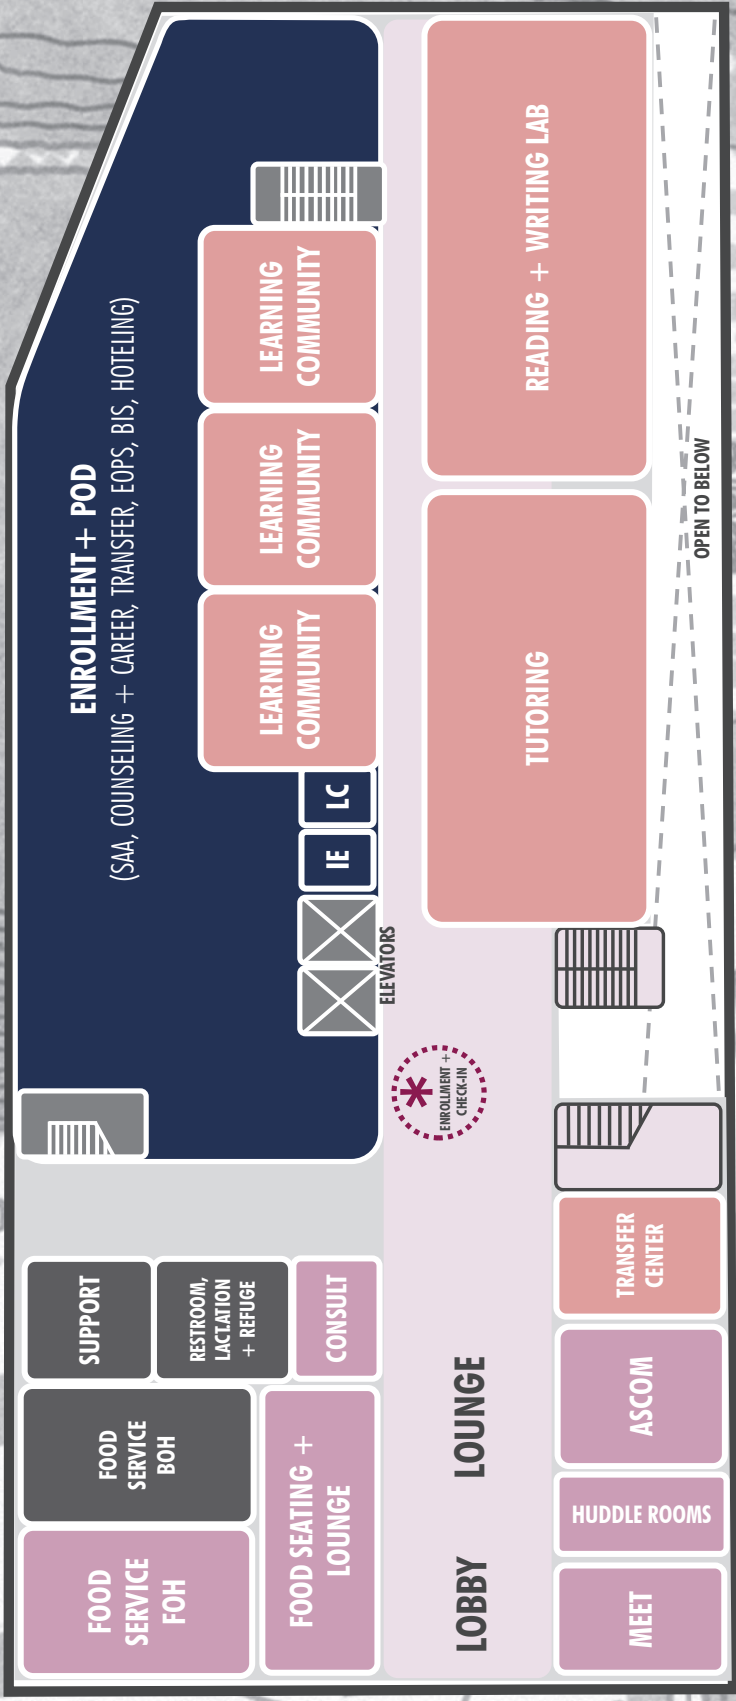 ENROLLMENT + POD
(SAA, COUNSELING + CAREER, TRANSFER, EOPS, BIS, HOTELING)
LEARNING
COMMUNITY
LEARNING
COMMUNITY
LEARNING
COMMUNITY
LC
IE
ELEVATORS
READING + WRITING LAB
TUTORING
OPEN TO BELOW
ENROLLMENT +
CHECK-IN
SUPPORT
RESTROOM,
LACTATION
+ REFUGE
CONSULT
FOOD
SERVICE
BOH
FOOD
SERVICE
FOH
FOOD SEATING +
LOUNGE
LOBBY
LOUNGE
TRANSFER
CENTER
ASCOM
HUDDLE ROOMS
MEET